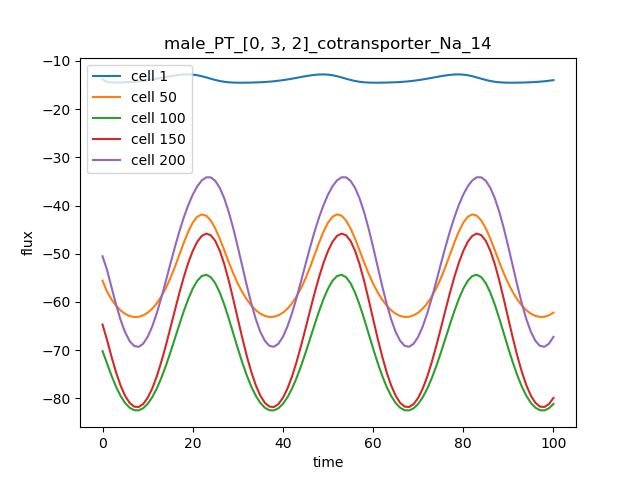 male_PT_[0, 3, 2]_cotransporter_Na_14
−10
−20
−30
−40
−50
−60
−70
−80
flux
cell 1
cell 50
cell 100
cell 150
cell 200
0
20
40
60
80
100
time